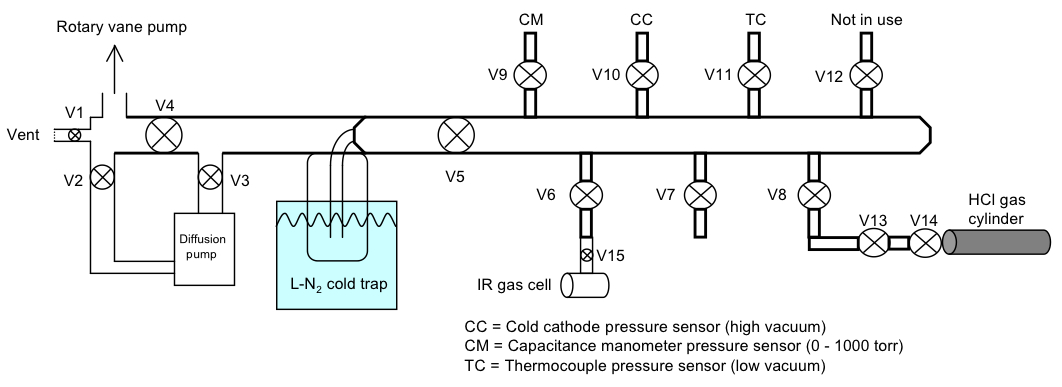 Rotary vane pump
CM
CC
TC
Not in use
V9
V10
V11
V12
V1
V4
Vent
V5
V2
V3
V6
V7
V8
HCl gas
cylinder
V13
V14
Diffusion
pump
V15
L-N₂ cold trap
IR gas cell
CC = Cold cathode pressure sensor (high vacuum)
CM = Capacitance manometer pressure sensor (0 - 1000 torr)
TC = Thermocouple pressure sensor (low vacuum)